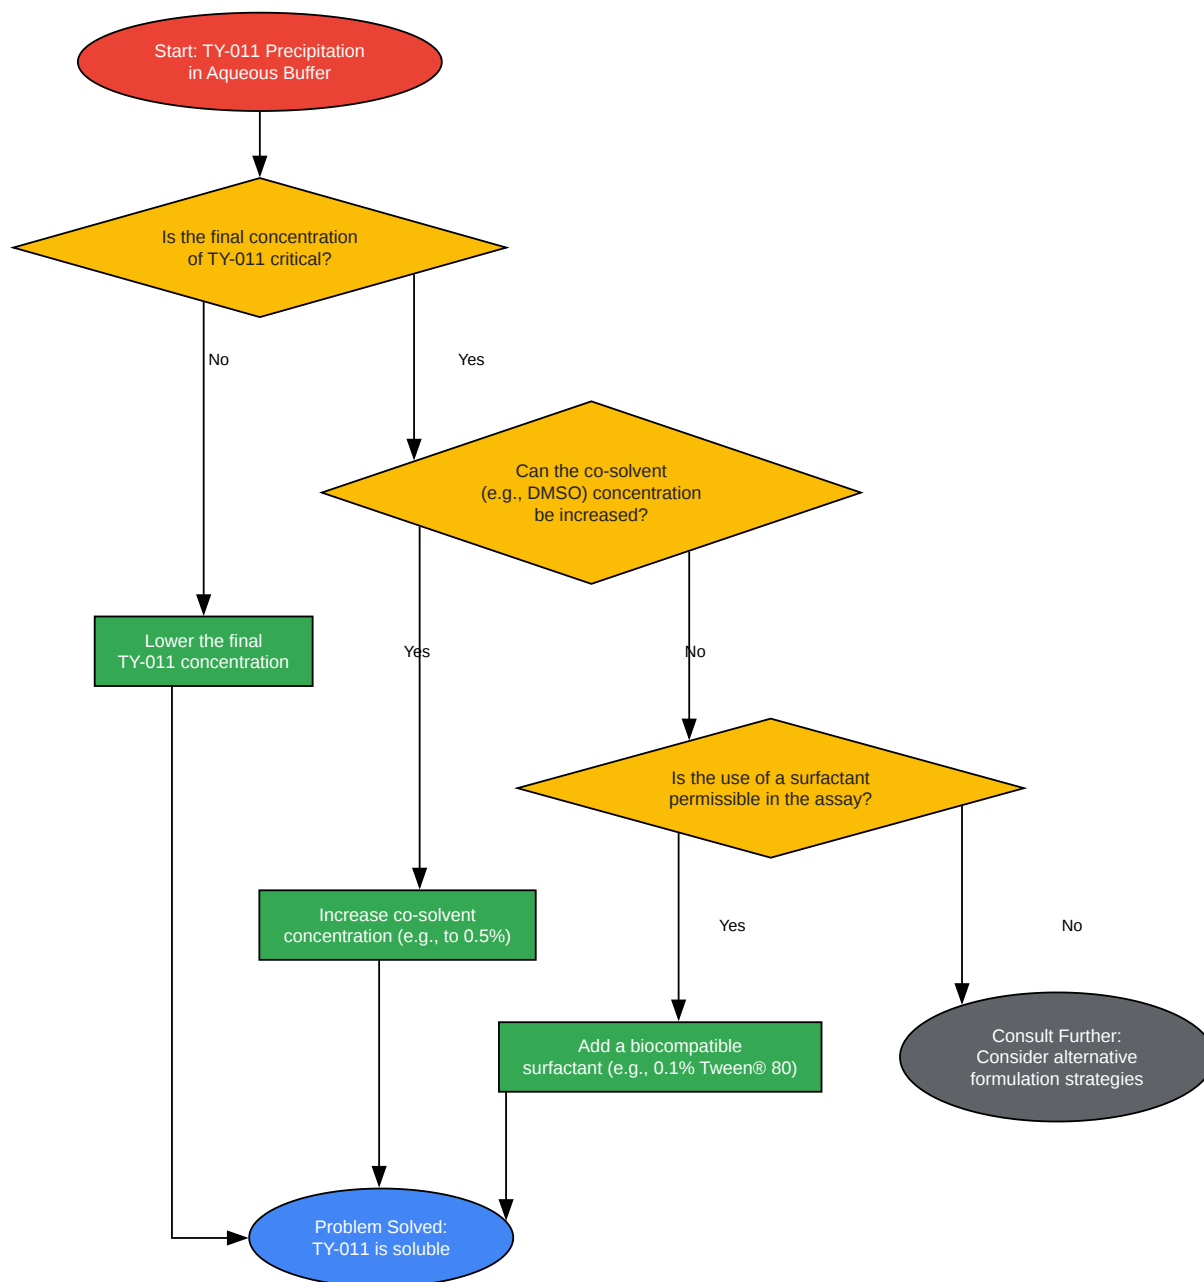 Start: TY-011 Precipitation
in Aqueous Buffer
Is the final concentration
of TY-011 critical?
No
Yes
Can the co-solvent
(e.g., DMSO) concentration
be increased?
Lower the final
TY-011 concentration
Yes
No
Is the use of a surfactant
permissible in the assay?
Increase co-solvent
concentration (e.g., to 0.5%)
Yes
No
Add a biocompatible
surfactant (e.g., 0.1% Tween® 80)
Consult Further:
Consider alternative
formulation strategies
Problem Solved:
TY-011 is soluble